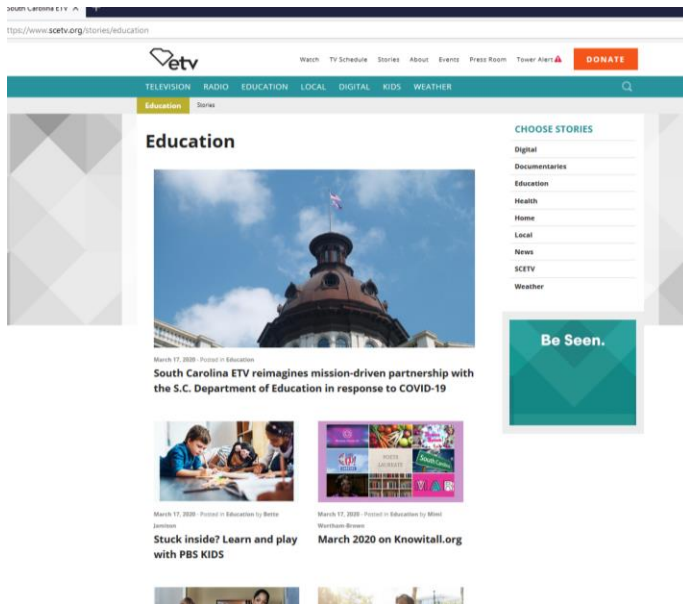 South Carolina ETV
ttps://www.scetv.org/stories/education
etv
Watch TV Schedule Stories About Events Press Room Tower Alert DONATE
TELEVISION RADIO EDUCATION LOCAL DIGITAL KIDS WEATHER
Education Stories
Education
March 17, 2020 - Posted in Education
South Carolina ETV reimagines mission-driven partnership with
the S.C. Department of Education in response to COVID-19
March 17, 2020 - Posted in Education by Bette
Jamison
Stuck inside? Learn and play
with PBS KIDS
South Carolina
March 17, 2020 - Posted in Education by Mimi
Wortham-Brown
March 2020 on Knowitall.org
CHOOSE STORIES
Digital
Documentaries
Education
Health
Home
Local
News
SCETV
Weather
Be Seen.